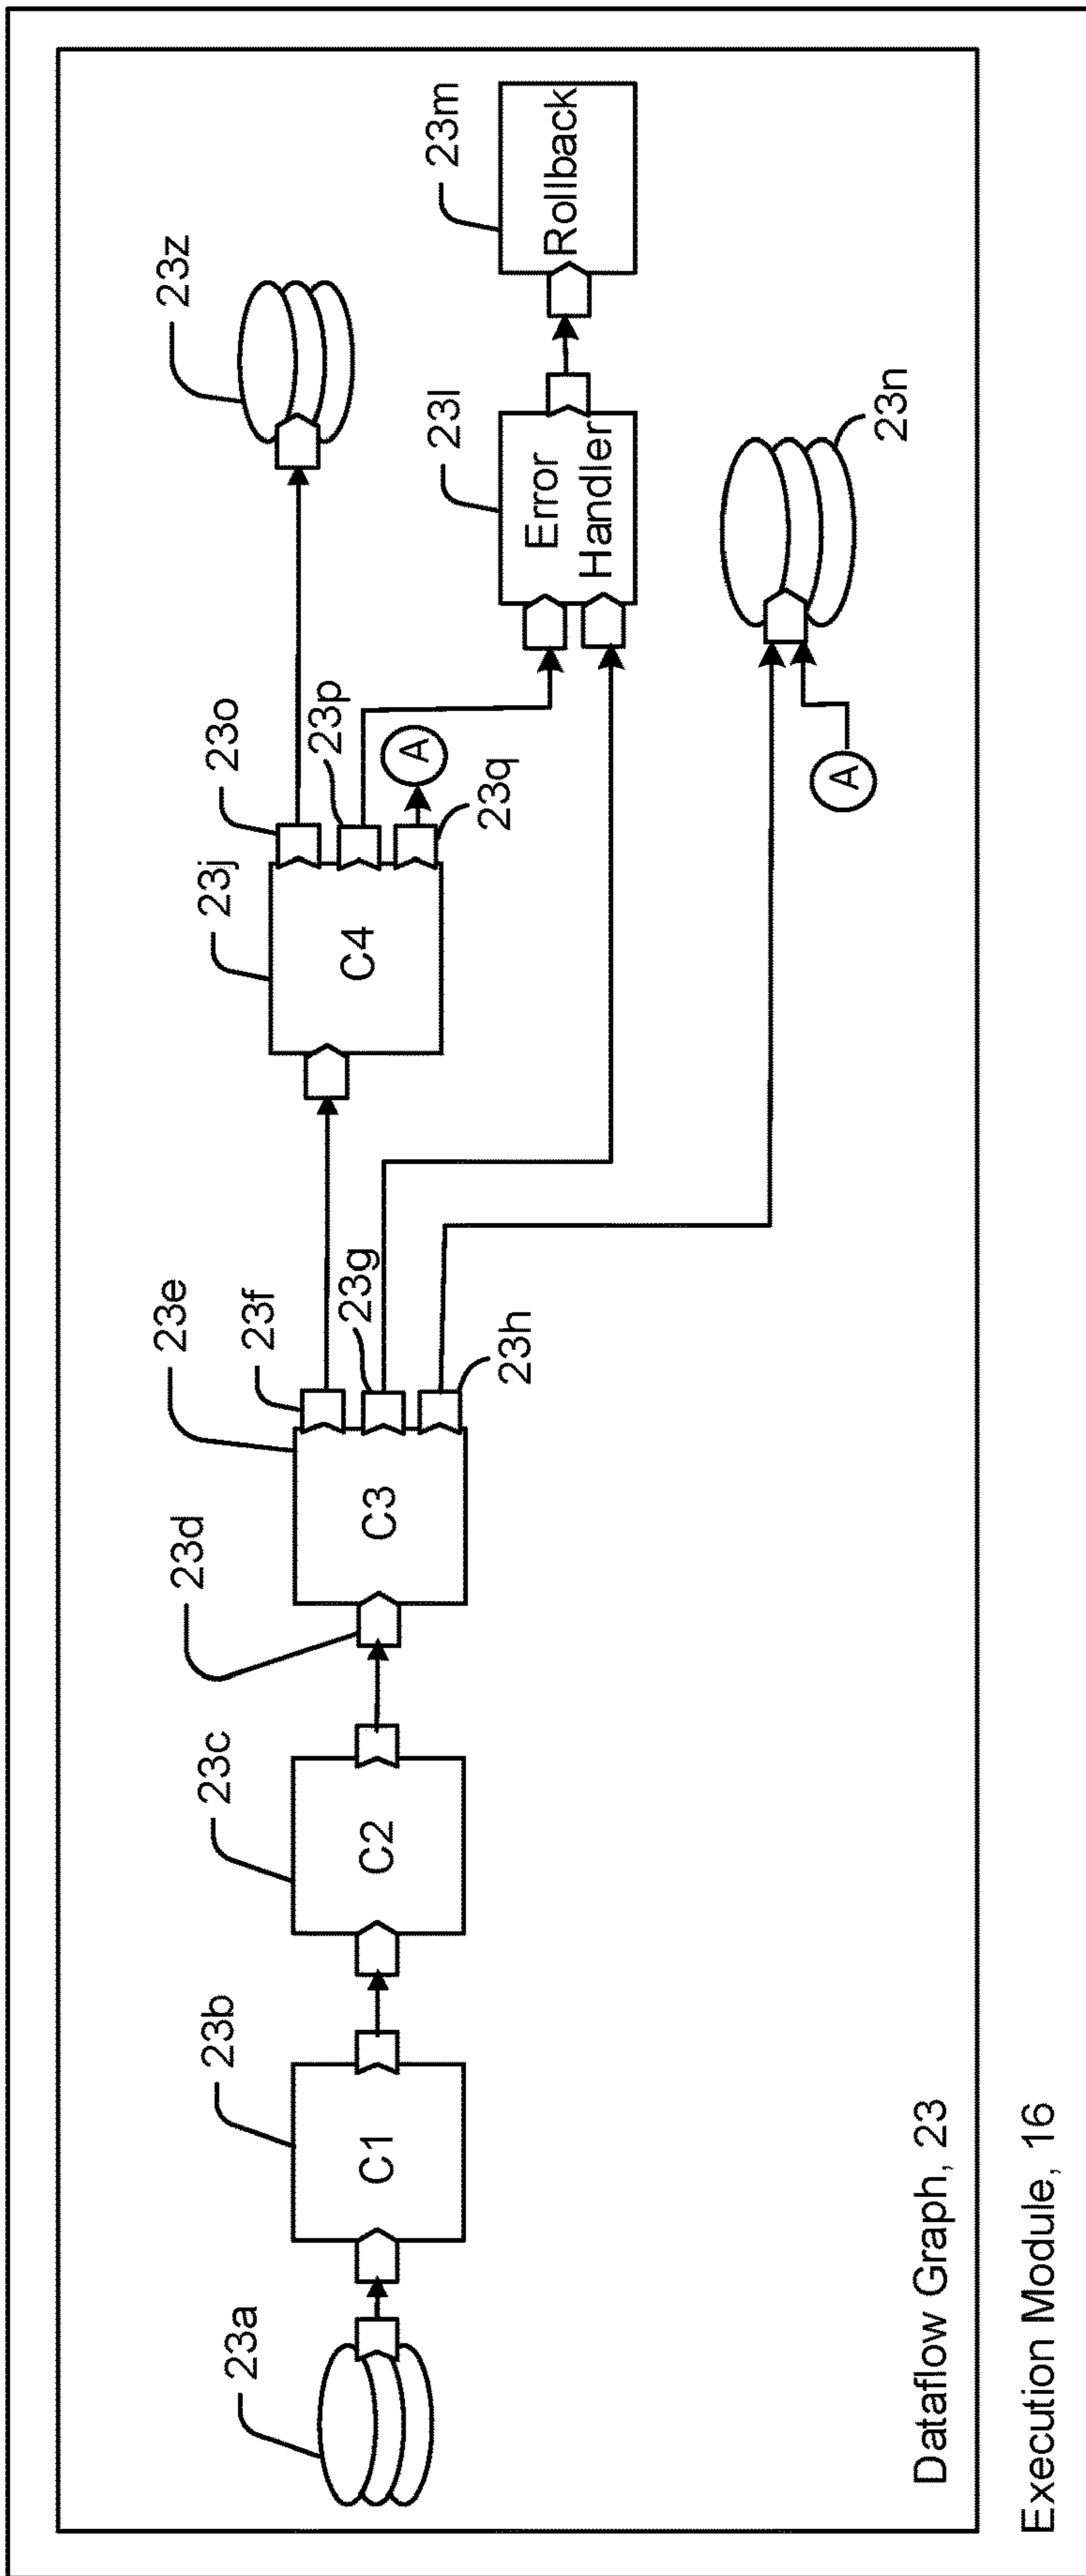 23a
23b
23c
23d
23e
23f
23g
23h
23j
23o
23p
23q
23z
23l
23m
23n
C1
C2
C3
C4
A
Error
Handler
Rollback
A
Dataflow Graph, 23
Execution Module, 16